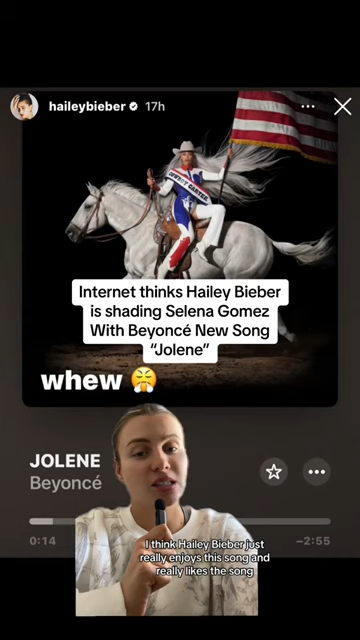 haileybieber 17h
COWBOY CARTER
Internet thinks Hailey Bieber
is shading Selena Gomez
With Beyoncé New Song
“Jolene”
whew 😤
JOLENE
Beyoncé
0:14
−2:55
I think Hailey Bieber just
really enjoys this song and
really likes the song